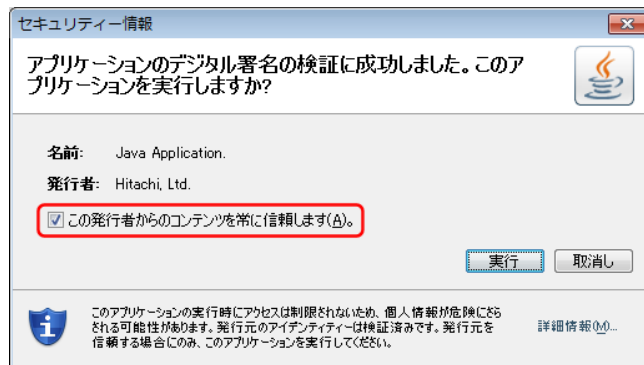 セキュリティー情報
アプリケーションのデジタル署名の検証に成功しました。このア
プリケーションを実行しますか?
名前: Java Application.
発行者: Hitachi, Ltd.
この発行者からのコンテンツを常に信頼します(A)。
実行 取消し
このアプリケーションの実行時にアクセスは制限されないため、個人情報が危険にさら
される可能性があります。発行元のアイデンティティーは検証済みです。発行元を
信頼する場合にのみ、このアプリケーションを実行してください。
詳細情報(M)...